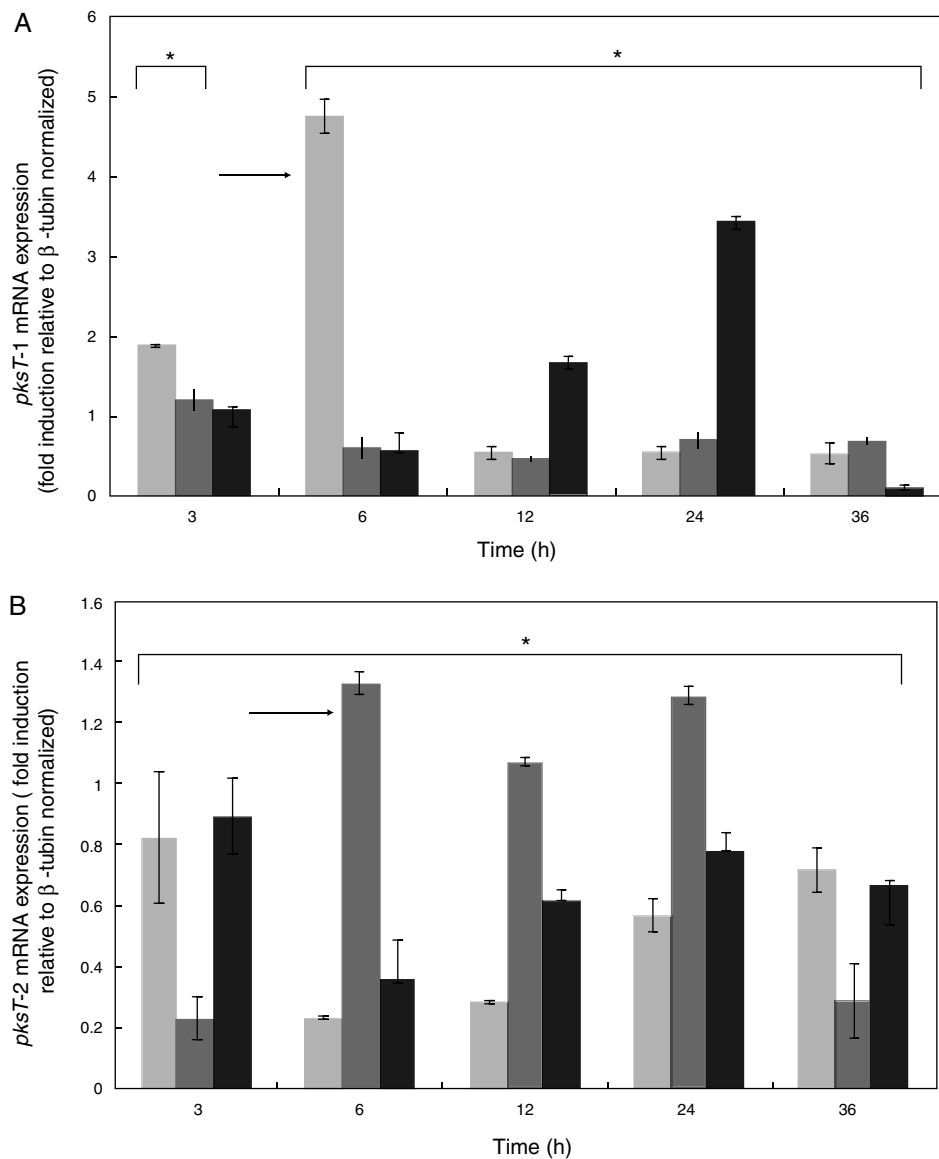 A
pksT-1 mRNA expression
(fold induction relative to β -tubin normalized)
6
5
4
3
2
1
0
*
*
3 6 12 24 36
Time (h)
B
pksT-2 mRNA expression ( fold induction
relative to β -tubin normalized)
1.6
1.4
1.2
1
0.8
0.6
0.4
0.2
0
*
3 6 12 24 36
Time (h)